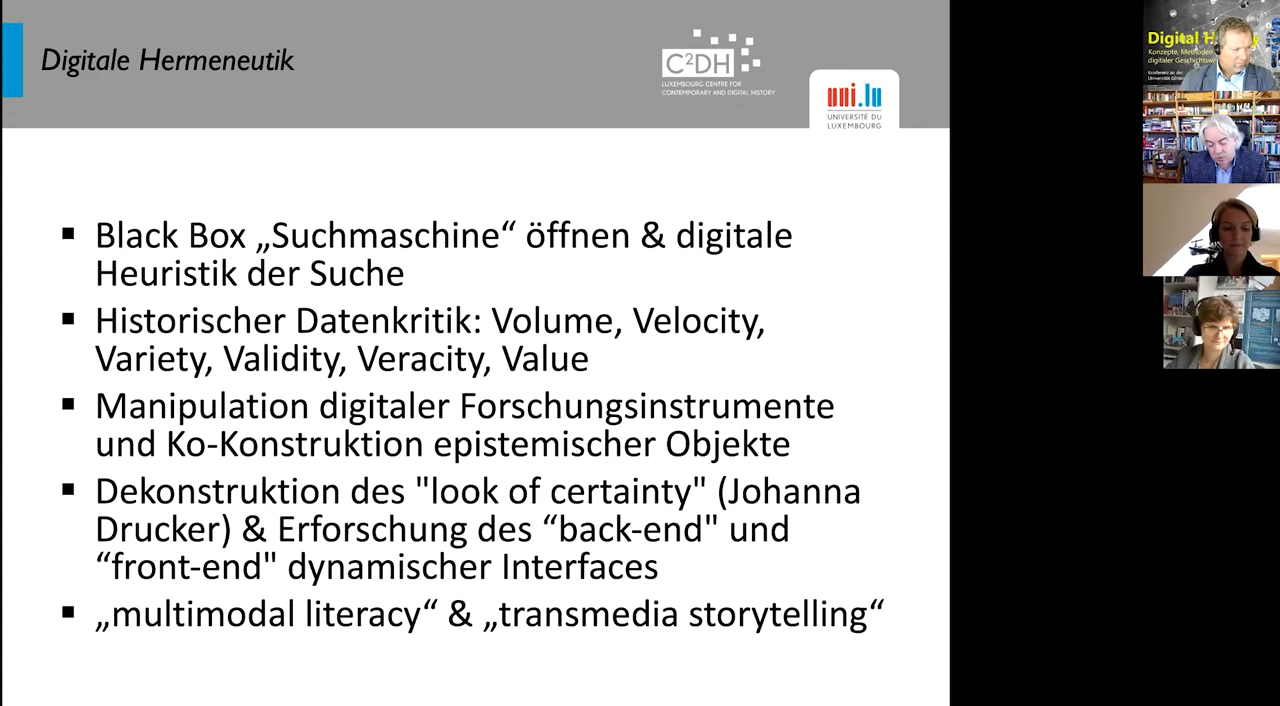 Digitale Hermeneutik
C²DH
LUXEMBOURG CENTRE FOR
CONTEMPORARY AND DIGITAL HISTORY
uni.lu
UNIVERSITÉ DU
LUXEMBOURG
▪ Black Box „Suchmaschine“ öffnen & digitale
Heuristik der Suche
▪ Historischer Datenkritik: Volume, Velocity,
Variety, Validity, Veracity, Value
▪ Manipulation digitaler Forschungsinstrumente
und Ko-Konstruktion epistemischer Objekte
▪ Dekonstruktion des "look of certainty" (Johanna
Drucker) & Erforschung des “back-end" und
“front-end" dynamischer Interfaces
▪ „multimodal literacy“ & „transmedia storytelling“
Digital
Konzepte,
digitaler
Konferenz an der
Universität